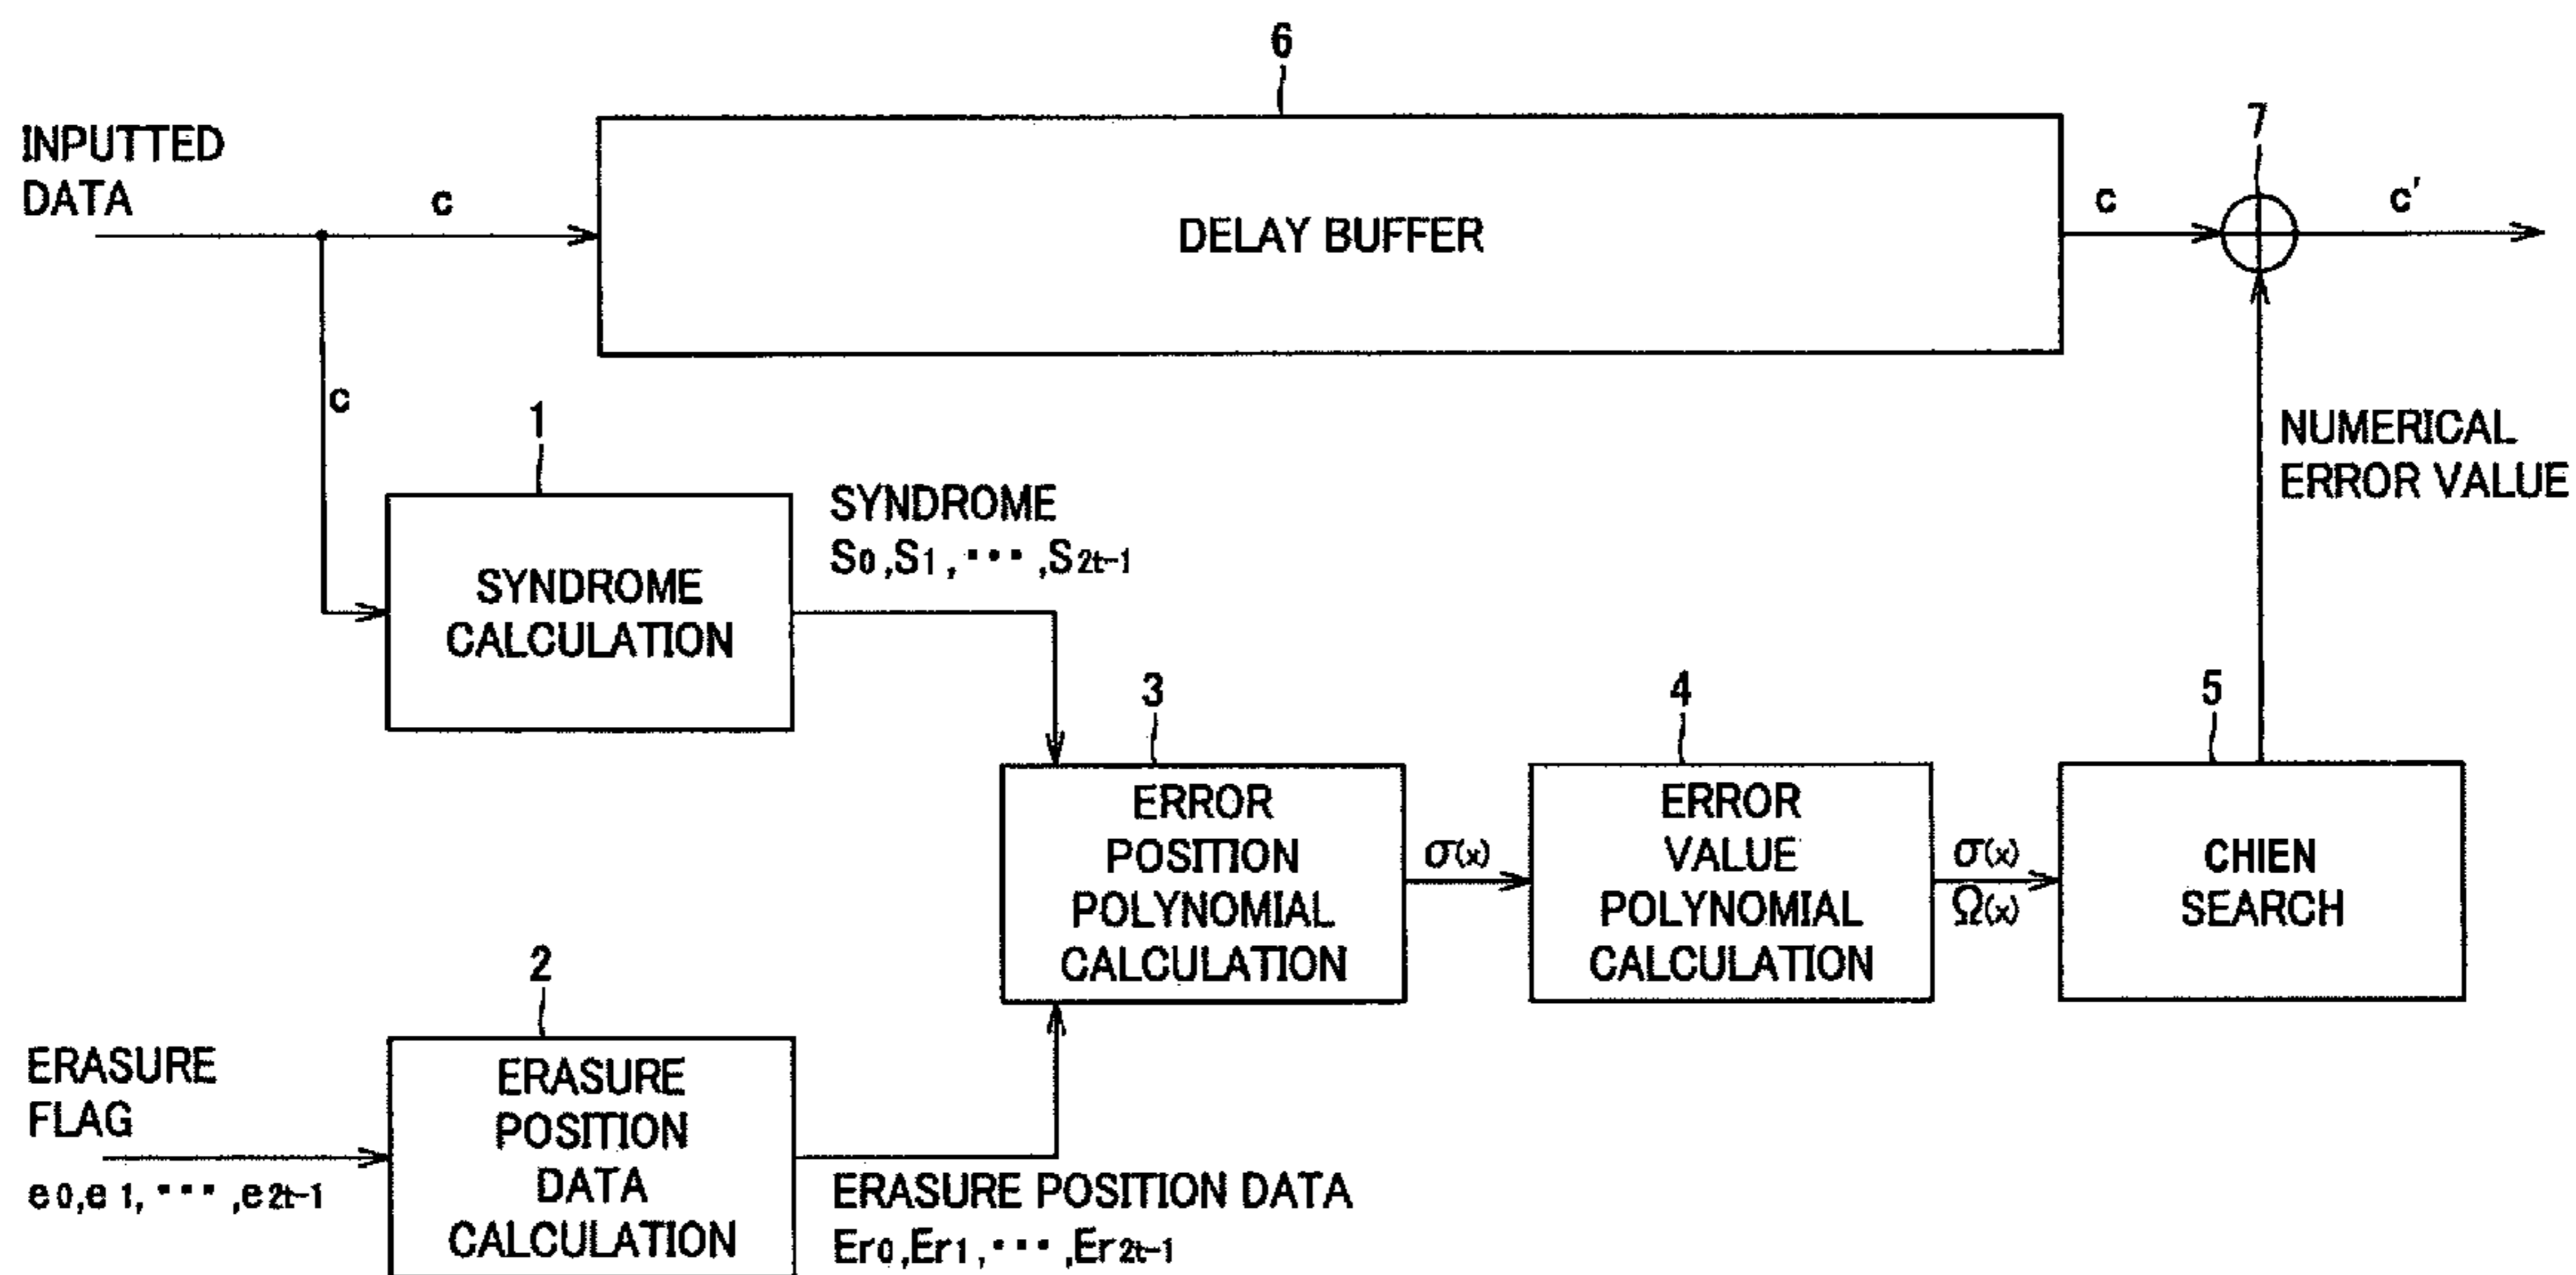 6
INPUTTED
DATA
c
DELAY BUFFER
c
7
c'
c
NUMERICAL
ERROR VALUE
1
SYNDROME
CALCULATION
SYNDROME
S0,S1,···,S2t-1
3
ERROR
POSITION
POLYNOMIAL
CALCULATION
σ(x)
4
ERROR
VALUE
POLYNOMIAL
CALCULATION
σ(x)
Ω(x)
5
CHIEN
SEARCH
2
ERASURE
FLAG
e0,e1,···,e2t-1
ERASURE
POSITION
DATA
CALCULATION
ERASURE POSITION DATA
Er0,Er1,···,Er2t-1